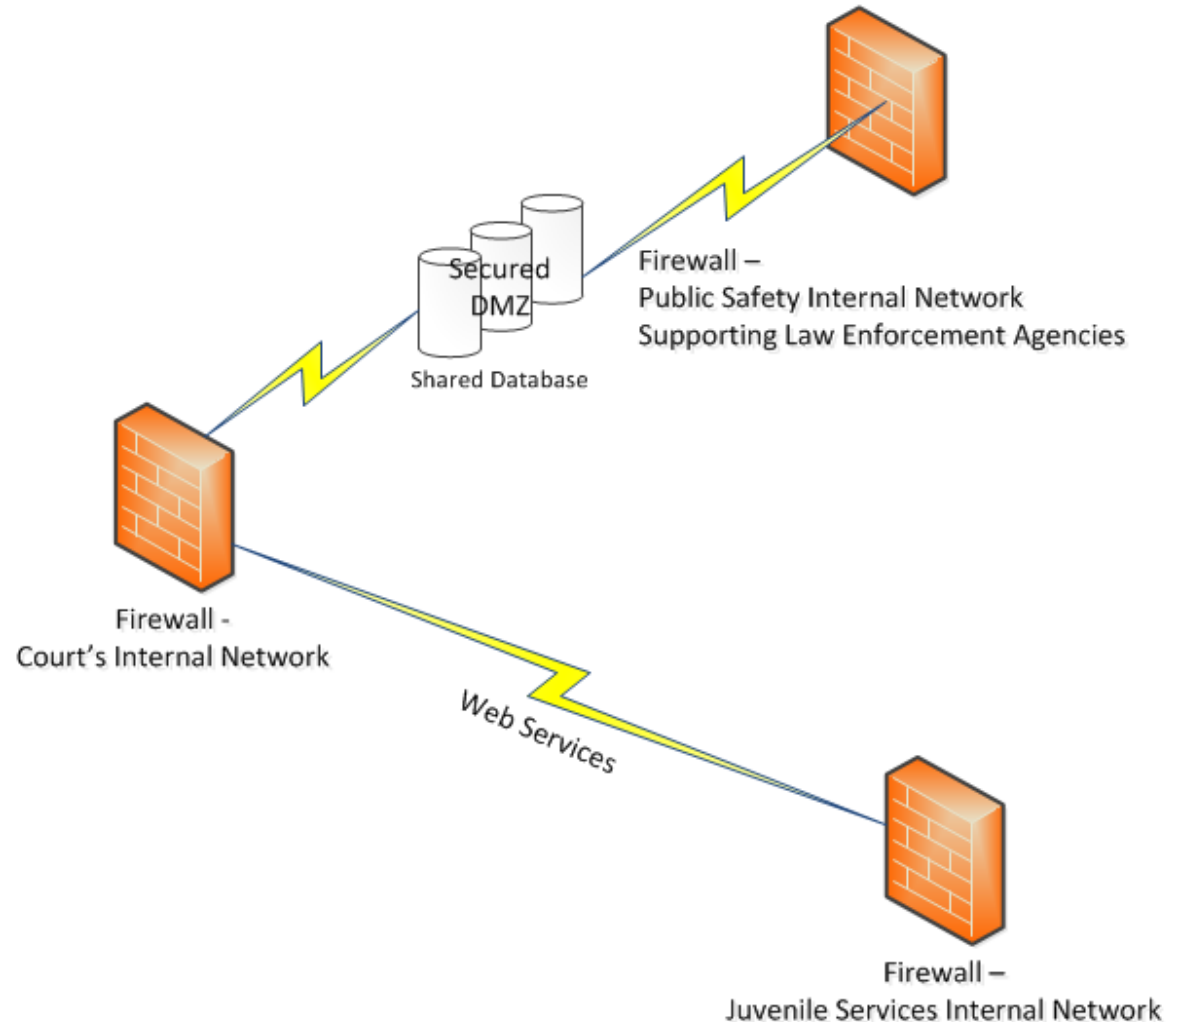 Secured
DMZ
Shared Database
Firewall –
Public Safety Internal Network
Supporting Law Enforcement Agencies
Firewall -
Court’s Internal Network
Web Services
Firewall –
Juvenile Services Internal Network